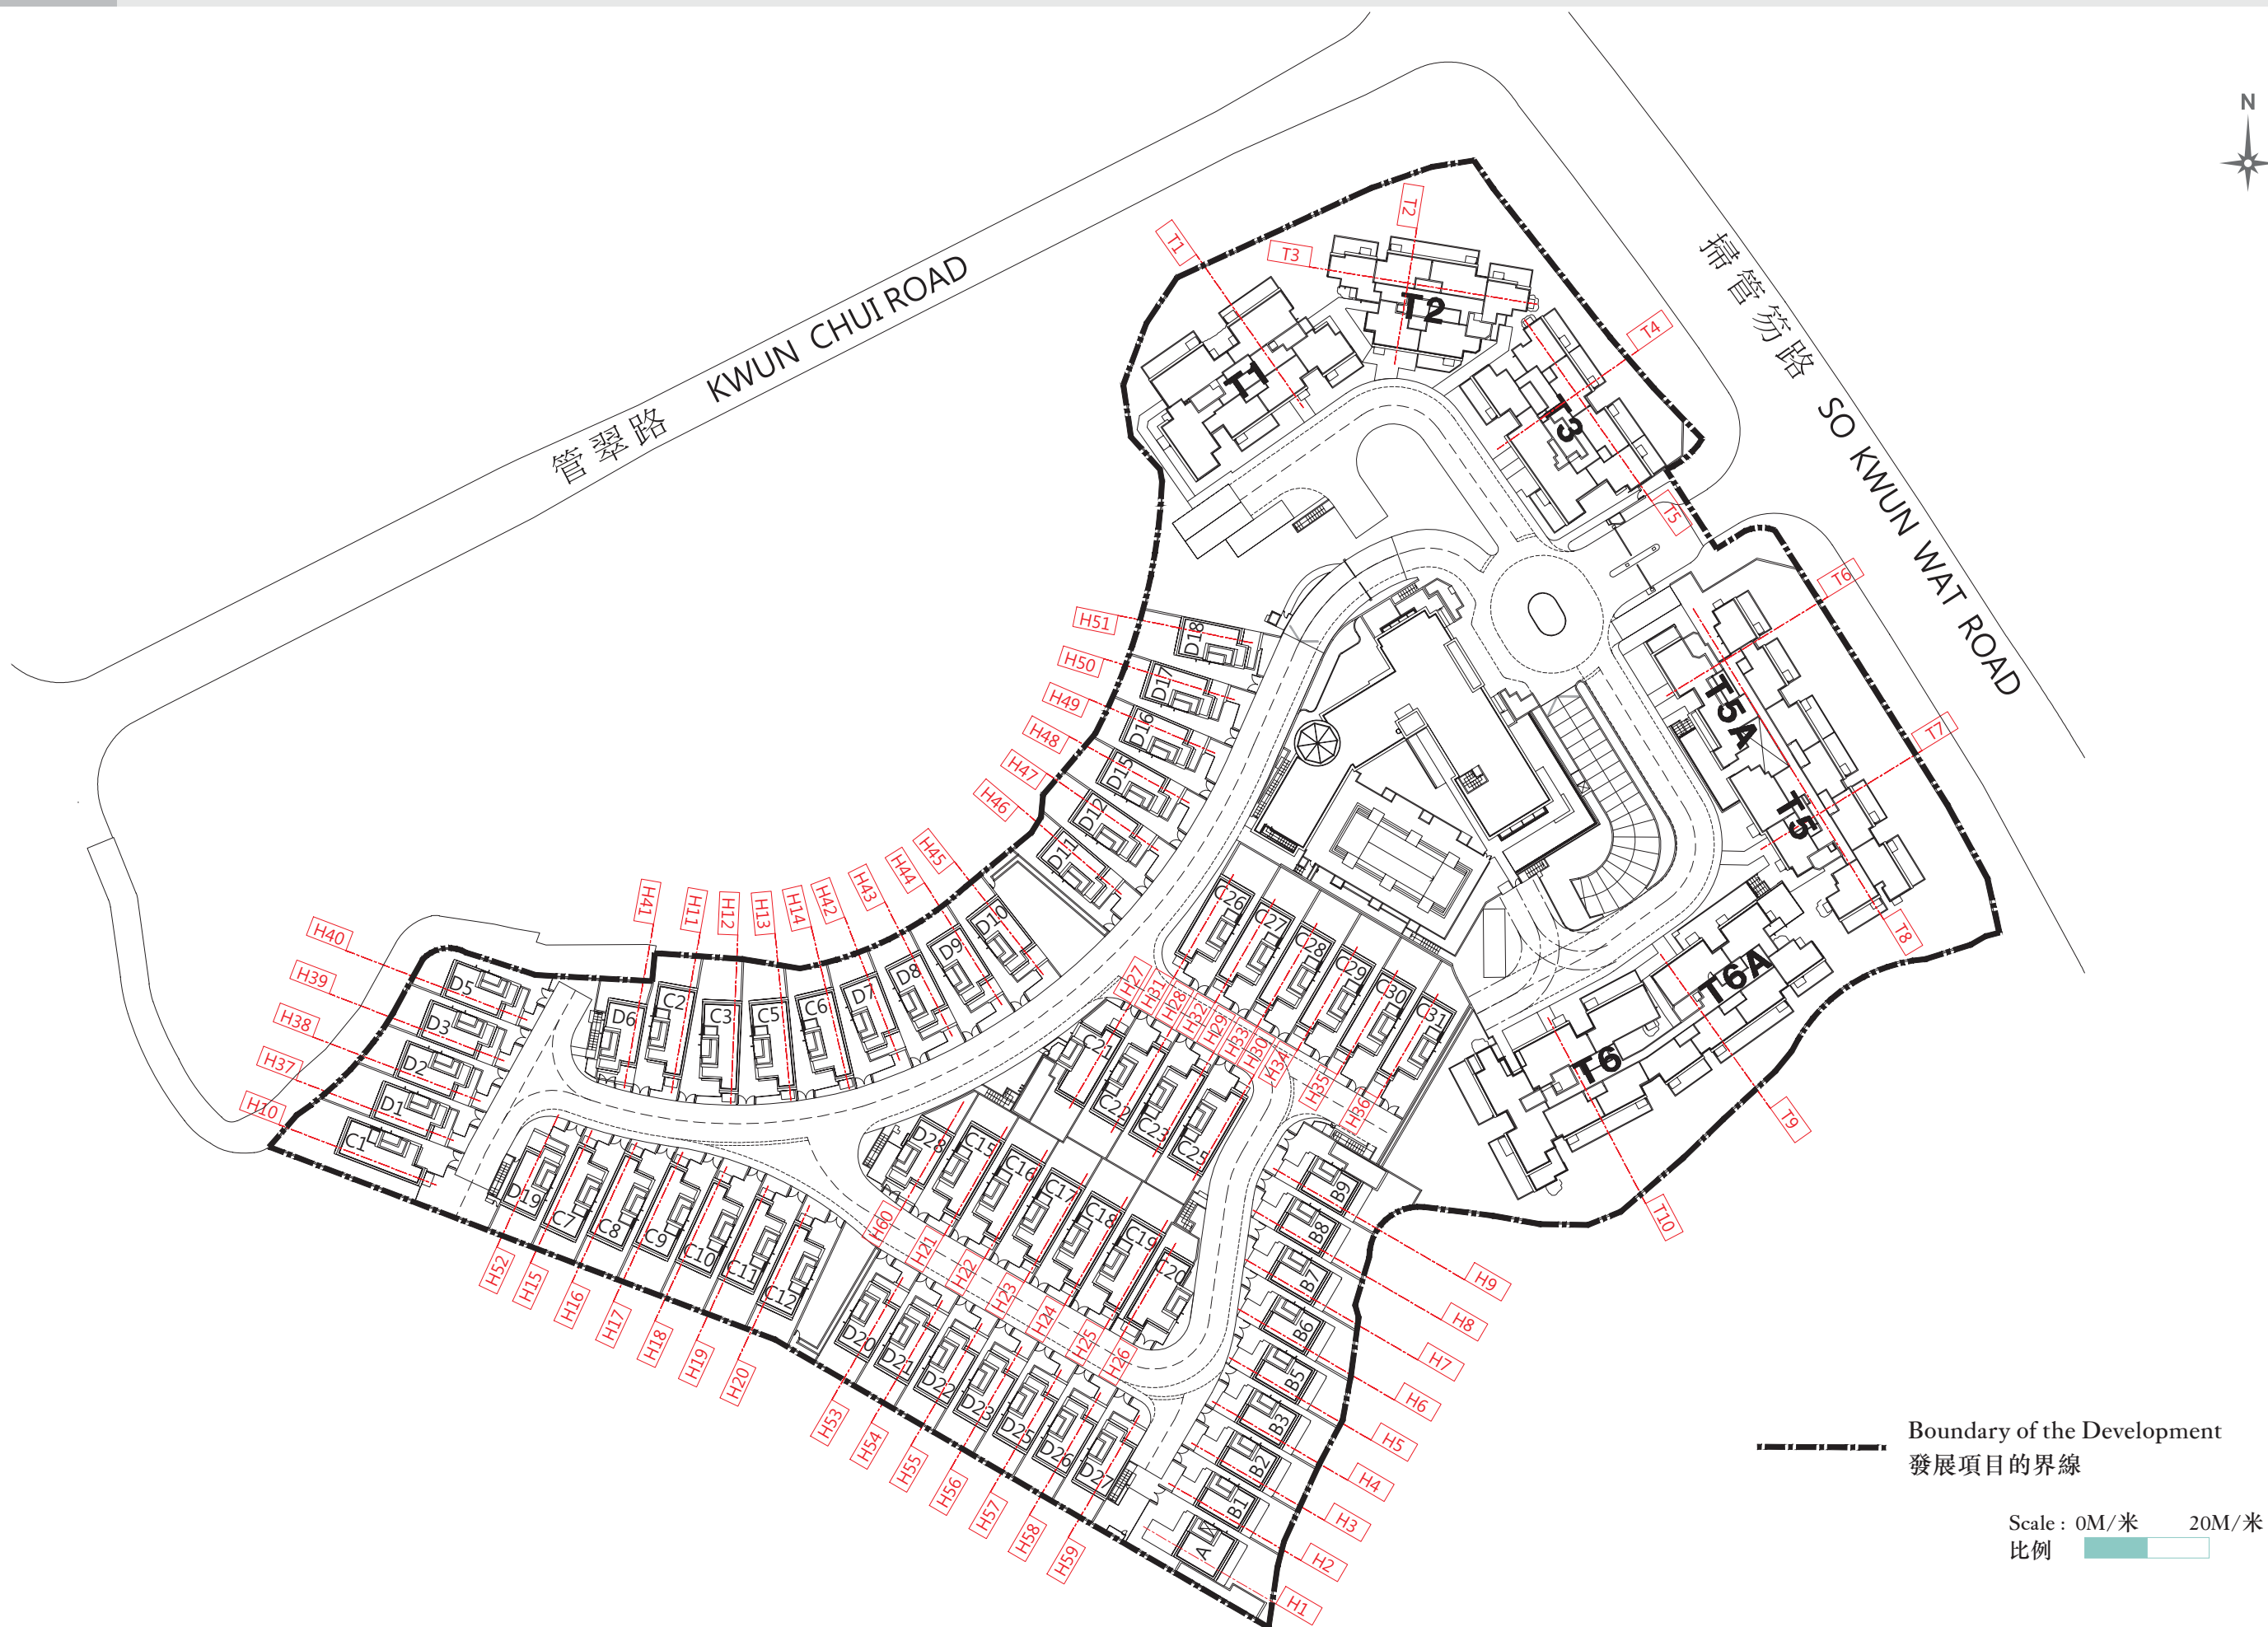 N
管翠路 KWUN CHUI ROAD
掃管笏路 SO KWUN WAT ROAD
T1
T2
T3
T4
T5
T6
T7
T8
T9
T10
T1
T2
T3
T5A
T5
T6A
T6
H51
H50
H49
H48
H47
H46
H45
H44
H43
H42
H14
H13
H12
H11
H41
H40
H39
H38
H37
H10
D18
D17
D16
D15
D12
D11
D10
D9
D8
D7
C6
C5
C3
C2
D6
D5
D3
D2
D1
C1
C26
C27
C28
C29
C30
C31
H27
H31
H28
H32
H29
H33
H30
H34
H35
H36
C21
C22
C23
C25
D28
C15
C16
C17
C18
C19
C20
D19
C7
C8
C9
C10
C11
C12
H52
H15
H16
H17
H18
H19
H20
H60
H21
H22
H23
H24
H25
H26
D20
D21
D22
D23
D25
D26
D27
H53
H54
H55
H56
H57
H58
H59
B9
B8
B7
B6
B5
B3
B2
B1
A
H9
H8
H7
H6
H5
H4
H3
H2
H1
Boundary of the Development
發展項目的界線
Scale : 0M/米 20M/米
比例